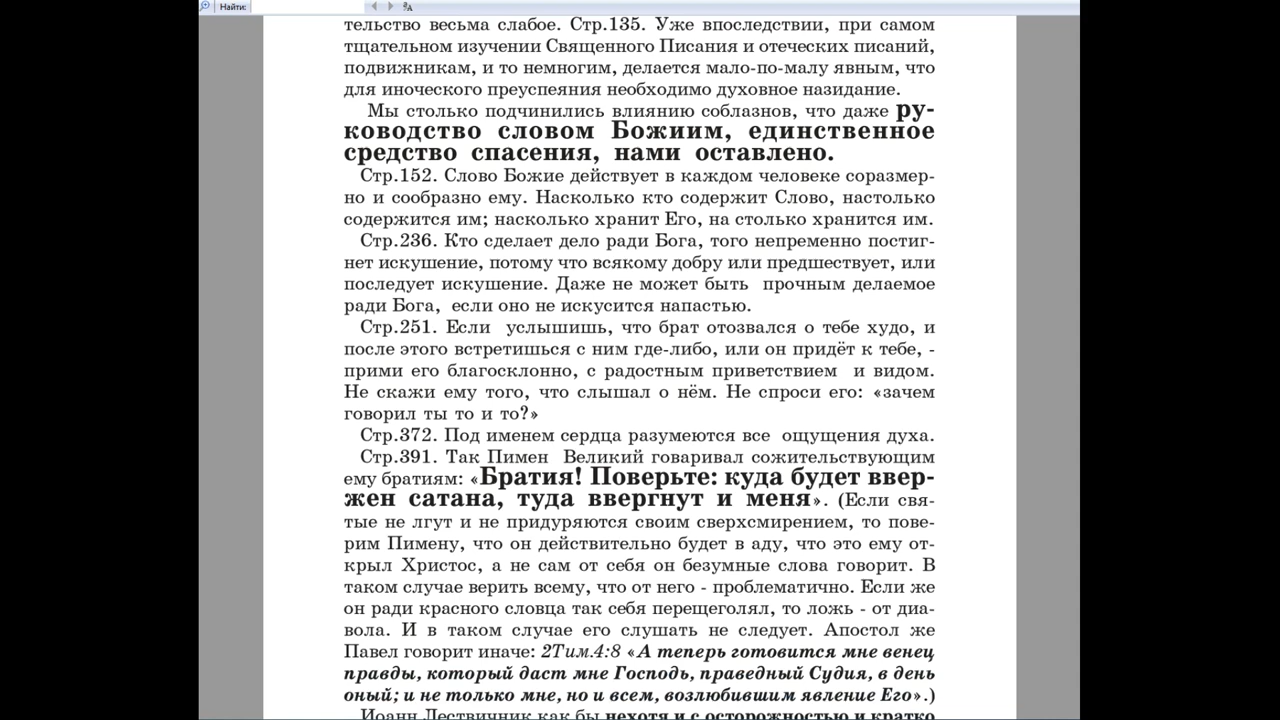 Найти:
тельство весьма слабое. Стр.135. Уже впоследствии, при самом
тщательном изучении Священного Писания и отеческих писаний,
подвижникам, и то немногим, делается мало-по-малу явным, что
для иноческого преуспеяния необходимо духовное назидание.
Мы столько подчинились влиянию соблазнов, что даже ру-
ководство словом Божиим, единственное
средство спасения, нами оставлено.
Стр.152. Слово Божие действует в каждом человеке соразмер-
но и сообразно ему. Насколько кто содержит Слово, настолько
содержится им; насколько хранит Его, на столько хранится им.
Стр.236. Кто сделает дело ради Бога, того непременно постиг-
нет искушение, потому что всякому добру или предшествует, или
последует искушение. Даже не может быть прочным делаемое
ради Бога, если оно не искусится напастью.
Стр.251. Если услышишь, что брат отозвался о тебе худо, и
после этого встретишься с ним где-либо, или он придёт к тебе, -
прими его благосклонно, с радостным приветствием и видом.
Не скажи ему того, что слышал о нём. Не спроси его: «зачем
говорил ты то и то?»
Стр.372. Под именем сердца разумеются все ощущения духа.
Стр.391. Так Пимен Великий говаривал сожительствующим
ему братиям: «Братия! Поверьте: куда будет ввер-
жен сатана, туда ввергнут и меня». (Если свя-
тые не лгут и не придуряются своим сверхсмирением, то пове-
рим Пимену, что он действительно будет в аду, что это ему от-
крыл Христос, а не сам от себя он безумные слова говорит. В
таком случае верить всему, что от него - проблематично. Если же
он ради красного словца так себя перещеголял, то ложь - от диа-
вола. И в таком случае его слушать не следует. Апостол же
Павел говорит иначе: 2Тим.4:8 «А теперь готовится мне венец
правды, который даст мне Господь, праведный Судия, в день
оный; и не только мне, но и всем, возлюбившим явление Его».)
Иоанн Лествичник как бы нехотя и с осторожностью и кратко